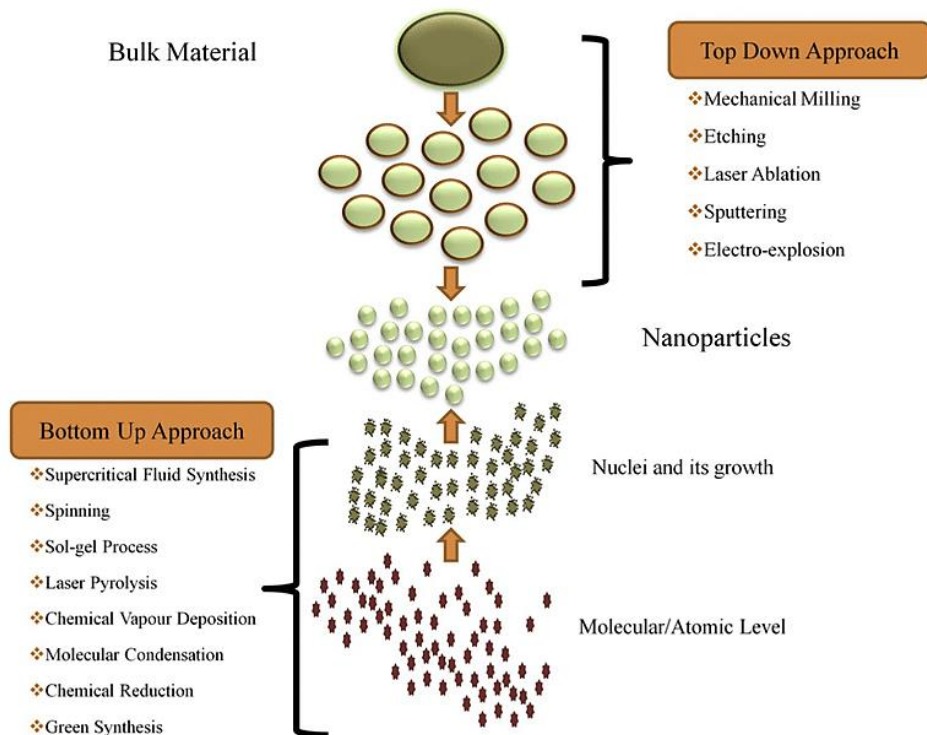 Bulk Material
Top Down Approach
❖Mechanical Milling
❖Etching
❖Laser Ablation
❖Sputtering
❖Electro-explosion
Nanoparticles
Bottom Up Approach
❖Supercritical Fluid Synthesis
❖Spinning
❖Sol-gel Process
❖Laser Pyrolysis
❖Chemical Vapour Deposition
❖Molecular Condensation
❖Chemical Reduction
❖Green Synthesis
Nuclei and its growth
Molecular/Atomic Level